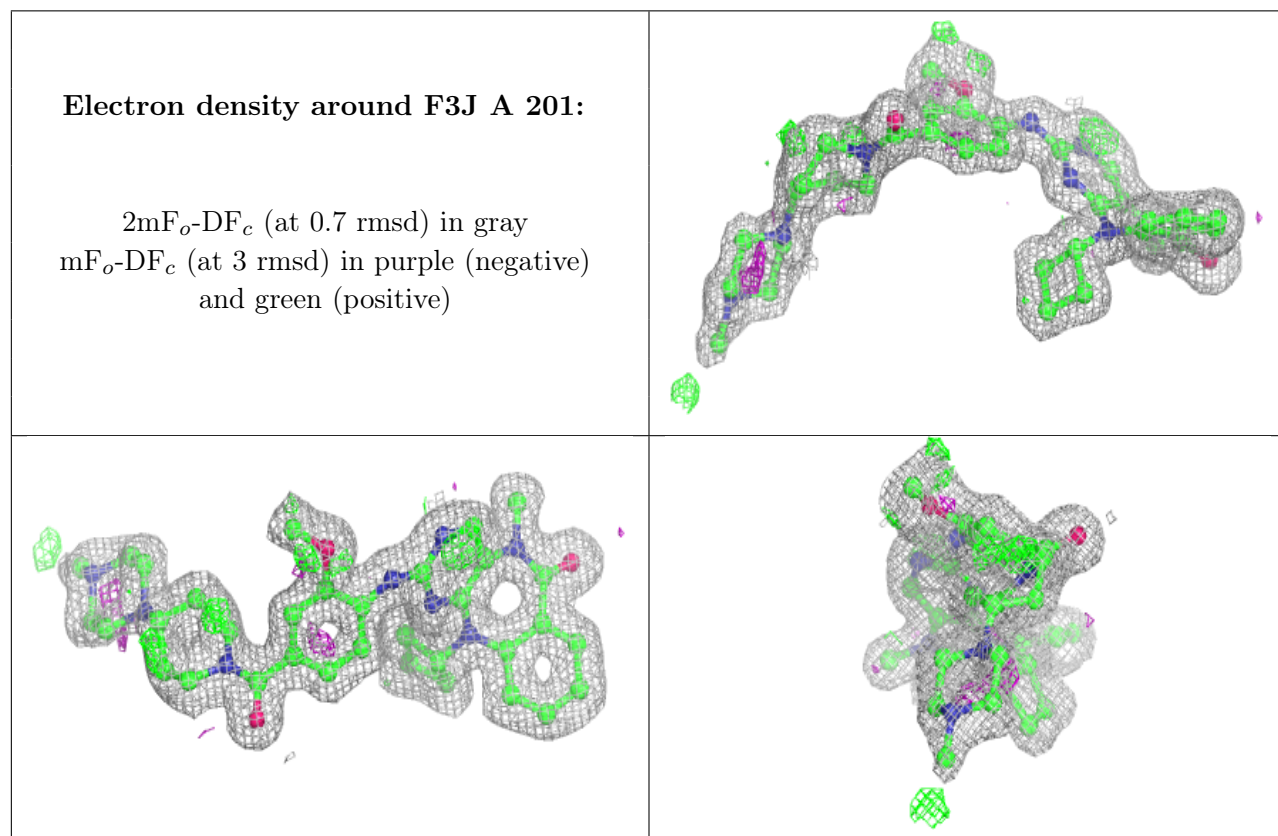 Electron density around F3J A 201:
2mFo-DFc (at 0.7 rmsd) in gray
mFo-DFc (at 3 rmsd) in purple (negative)
and green (positive)